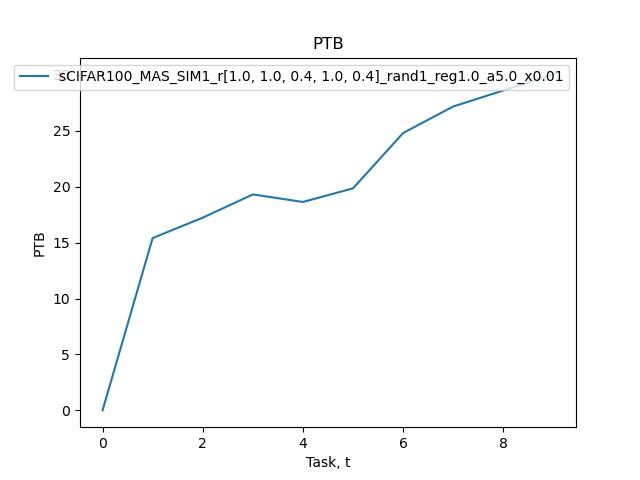 PTB
sCIFAR100_MAS_SIM1_r[1.0, 1.0, 0.4, 1.0, 0.4]_rand1_reg1.0_a5.0_x0.01
25
20
15
10
5
0
PTB
0 2 4 6 8
Task, t